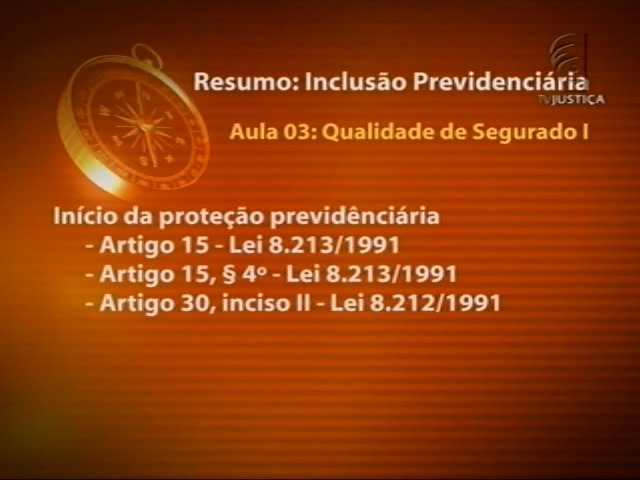 Resumo: Inclusão Previdenciária
TV JUSTIÇA
Aula 03: Qualidade de Segurado I
Início da proteção previdênciária
- Artigo 15 - Lei 8.213/1991
- Artigo 15, § 4º - Lei 8.213/1991
- Artigo 30, inciso II - Lei 8.212/1991